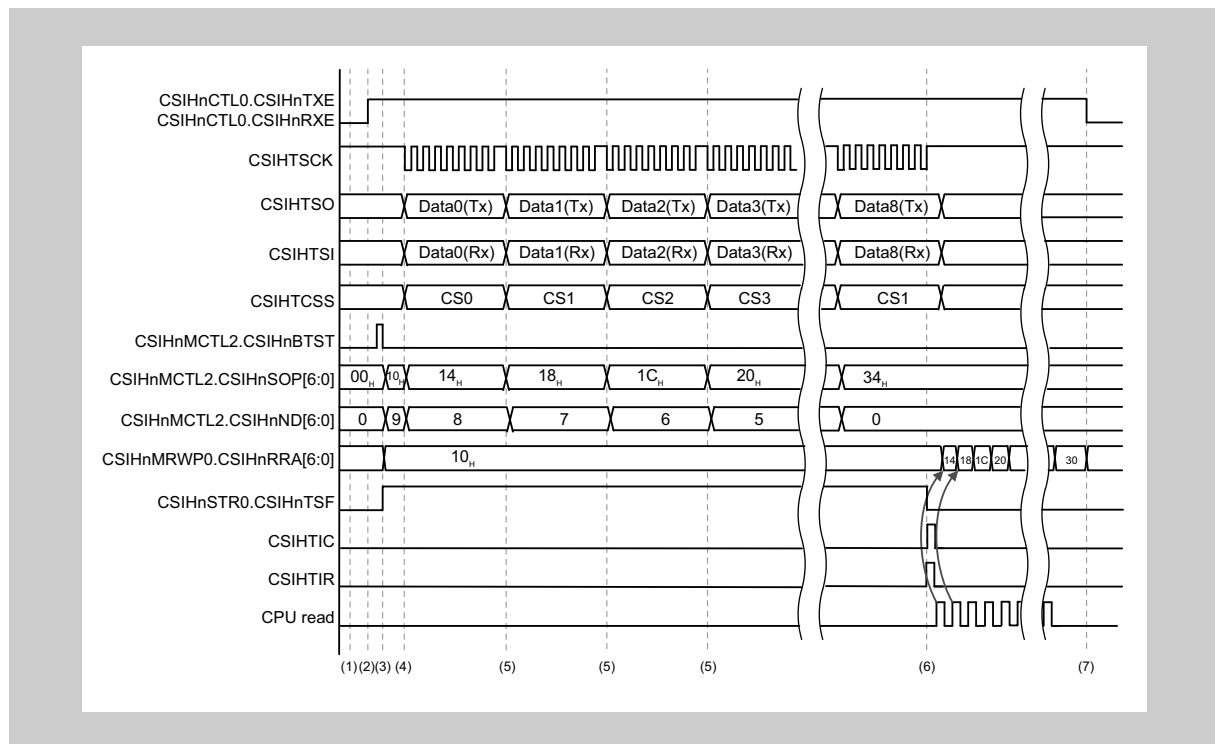 CSIHnCTL0.CSIHnTXE
CSIHnCTL0.CSIHnRXE
CSIHTSCK
CSIHTSO Data0(Tx) Data1(Tx) Data2(Tx) Data3(Tx) Data8(Tx)
CSIHTSI Data0(Rx) Data1(Rx) Data2(Rx) Data3(Rx) Data8(Rx)
CSIHTCSS CS0 CS1 CS2 CS3 CS1
CSIHnMCTL2.CSIHnBTST
CSIHnMCTL2.CSIHnSOP[6:0] 00H 10H 14H 18H 1CH 20H 34H
CSIHnMCTL2.CSIHnND[6:0] 0 9 8 7 6 5 0
CSIHnMRWP0.CSIHnRRA[6:0] 10H 14 18 1C 20 30
CSIHnSTR0.CSIHnTSF
CSIHTIC
CSIHTIR
CPU read
(1) (2) (3) (4) (5) (5) (5) (6) (7)